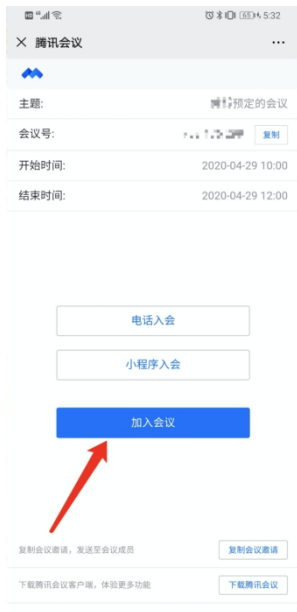 5:32
腾讯会议
主题: 预定的会议
会议号: 复制
开始时间: 2020-04-29 10:00
结束时间: 2020-04-29 12:00
电话入会
小程序入会
加入会议
复制会议邀请，发送至会议成员 复制会议邀请
下载腾讯会议客户端，体验更多功能 下载腾讯会议